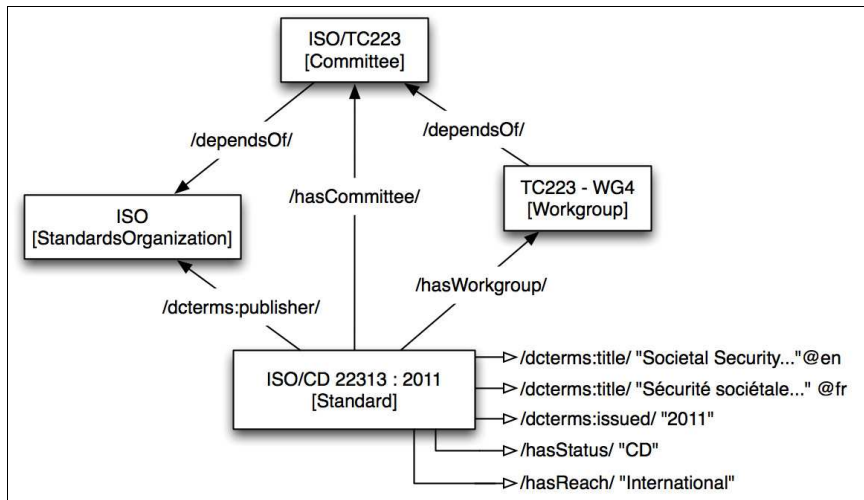 ISO/TC223
[Committee]
/dependsOf/
/dependsOf/
/hasCommittee/
TC223 - WG4
[Workgroup]
ISO
[StandardsOrganization]
/hasWorkgroup/
/dcterms:publisher/
ISO/CD 22313 : 2011
[Standard]
/dcterms:title/ "Societal Security..."@en
/dcterms:title/ "Sécurité sociétale..." @fr
/dcterms:issued/ "2011"
/hasStatus/ "CD"
/hasReach/ "International"